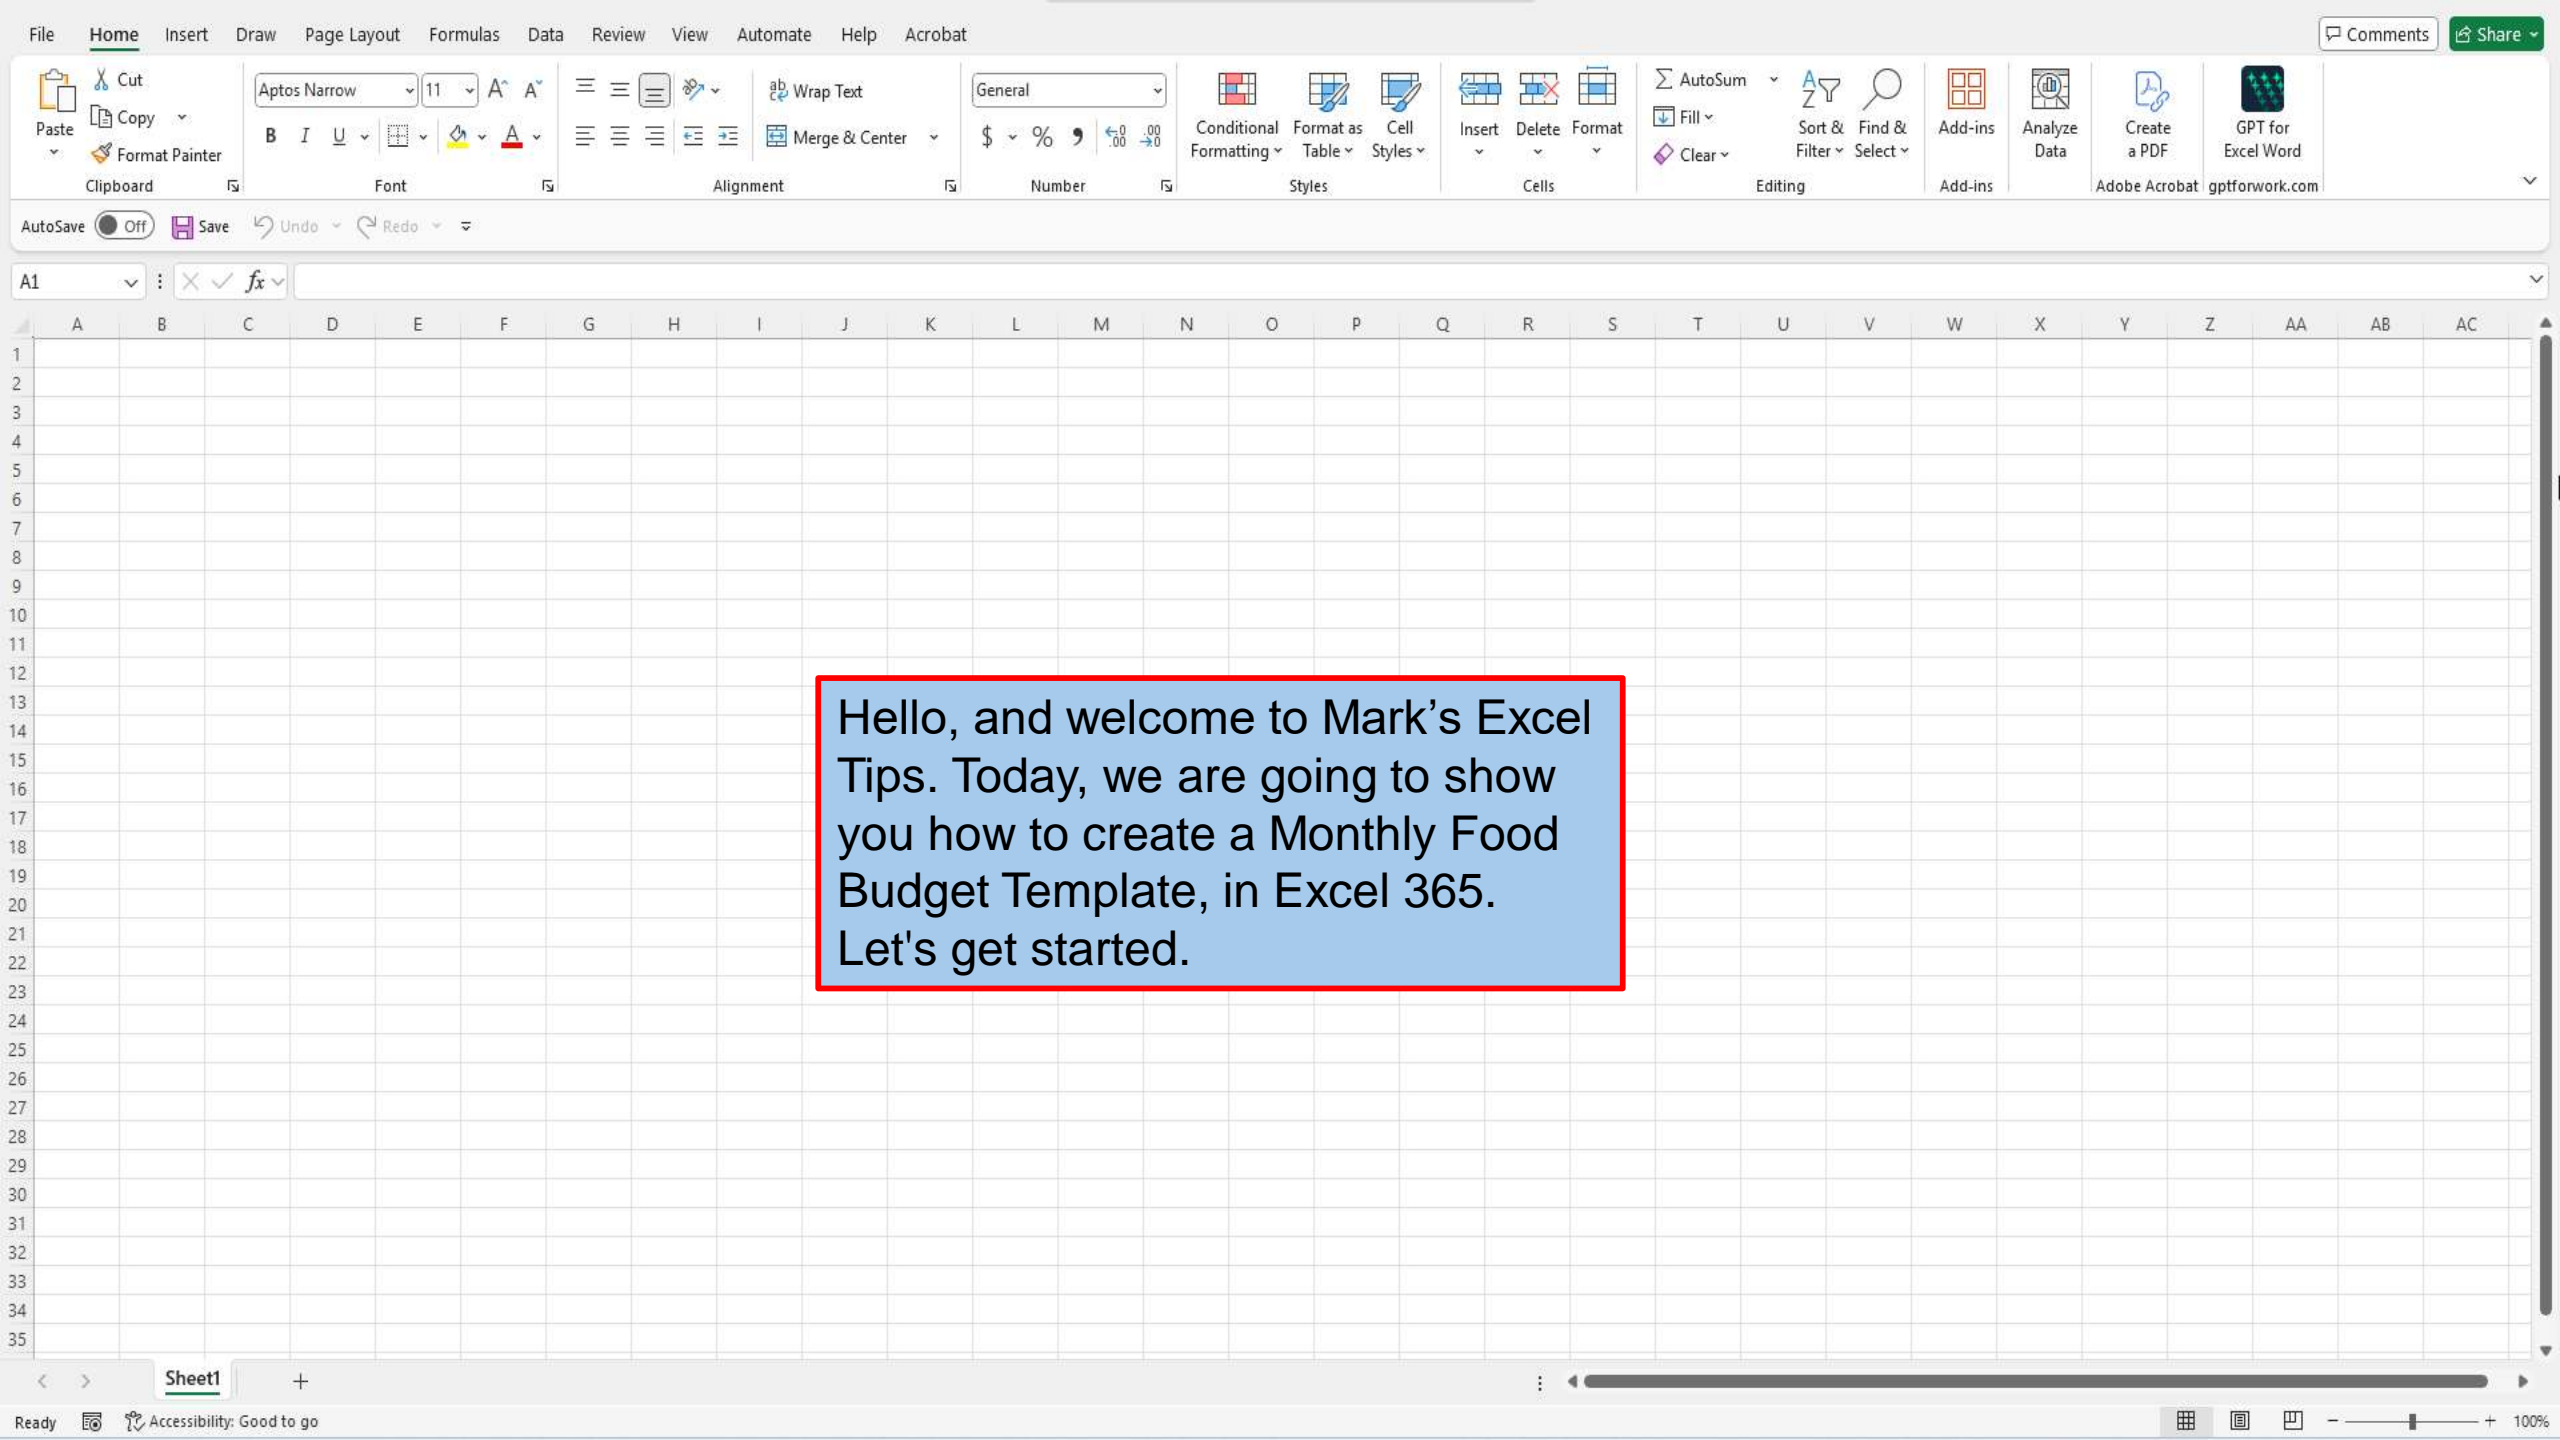 File Home Insert Draw Page Layout Formulas Data Review View Automate Help Acrobat Comments Share
Paste Cut Copy Format Painter
Clipboard
Aptos Narrow 11 A A
B I U A
Font
ab Wrap Text
Merge & Center
Alignment
General
$ % 9 .00 .00
Number
Conditional Formatting
Format as Table
Cell Styles
Styles
Insert Delete Format
Cells
AutoSum
Fill
Clear
Sort & Filter
Find & Select
Editing
Add-ins
Add-ins
Analyze Data
Create a PDF
Adobe Acrobat
GPT for Excel Word
gptforwork.com
AutoSave Off Save Undo Redo
A1 fx
A B C D E F G H I J K L M N O P Q R S T U V W X Y Z AA AB AC
1
2
3
4
5
6
7
8
9
10
11
12
13
14
15
16
17
18
19
20
21
22
23
24
25
26
27
28
29
30
31
32
33
34
35
Hello, and welcome to Mark’s Excel
Tips. Today, we are going to show
you how to create a Monthly Food
Budget Template, in Excel 365.
Let's get started.
Sheet1 +
Ready Accessibility: Good to go - + 100%